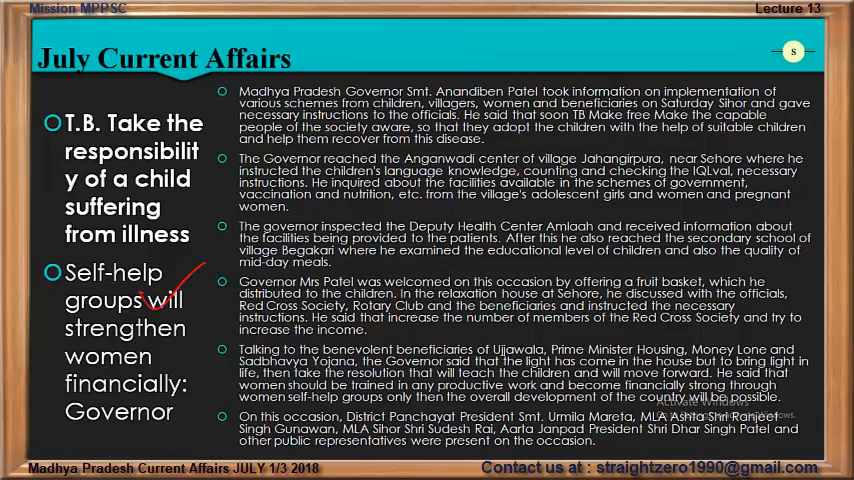 Mission MPPSC
Lecture 13
July Current Affairs
S
T.B. Take the
responsibilit
y of a child
suffering
from illness
Self-help
groups will
strengthen
women
financially:
Governor
Madhya Pradesh Governor Smt. Anandiben Patel took information on implementation of
various schemes from children, villagers, women and beneficiaries on Saturday Sihor and gave
necessary instructions to the officials. He said that soon TB Make free Make the capable
people of the society aware, so that they adopt the children with the help of suitable children
and help them recover from this disease.
The Governor reached the Anganwadi center of village Jahangirpura, near Sehore where he
instructed the children's language knowledge, counting and checking the IQLval, necessary
instructions. He inquired about the facilities available in the schemes of government,
vaccination and nutrition, etc. from the village's adolescent girls and women and pregnant
women.
The governor inspected the Deputy Health Center Amlaah and received information about
the facilities being provided to the patients. After this he also reached the secondary school of
village Begakari where he examined the educational level of children and also the quality of
mid-day meals.
Governor Mrs Patel was welcomed on this occasion by offering a fruit basket, which he
distributed to the children. In the relaxation house at Sehore, he discussed with the officials,
Red Cross Society, Rotary Club and the beneficiaries and instructed the necessary
instructions. He said that increase the number of members of the Red Cross Society and try to
increase the income.
Talking to the benevolent beneficiaries of Ujjawala, Prime Minister Housing, Money Lone and
Sadbhavya Yojana, the Governor said that the light has come in the house but to bring light in
life, then take the resolution that will teach the children and will move forward. He said that
women should be trained in any productive work and become financially strong through
women self-help groups only then the overall development of the country will be possible.
Activate Windows
On this occasion, District Panchayat President Smt. Urmila Mareta, MLA Ashta Shri Ranjeet
Singh Gunawan, MLA Sihor Shri Sudesh Rai, Aarta Janpad President Shri Dhar Singh Patel and
other public representatives were present on the occasion.
Madhya Pradesh Current Affairs JULY 1/3 2018
Contact us at : straightzero1990@gmail.com